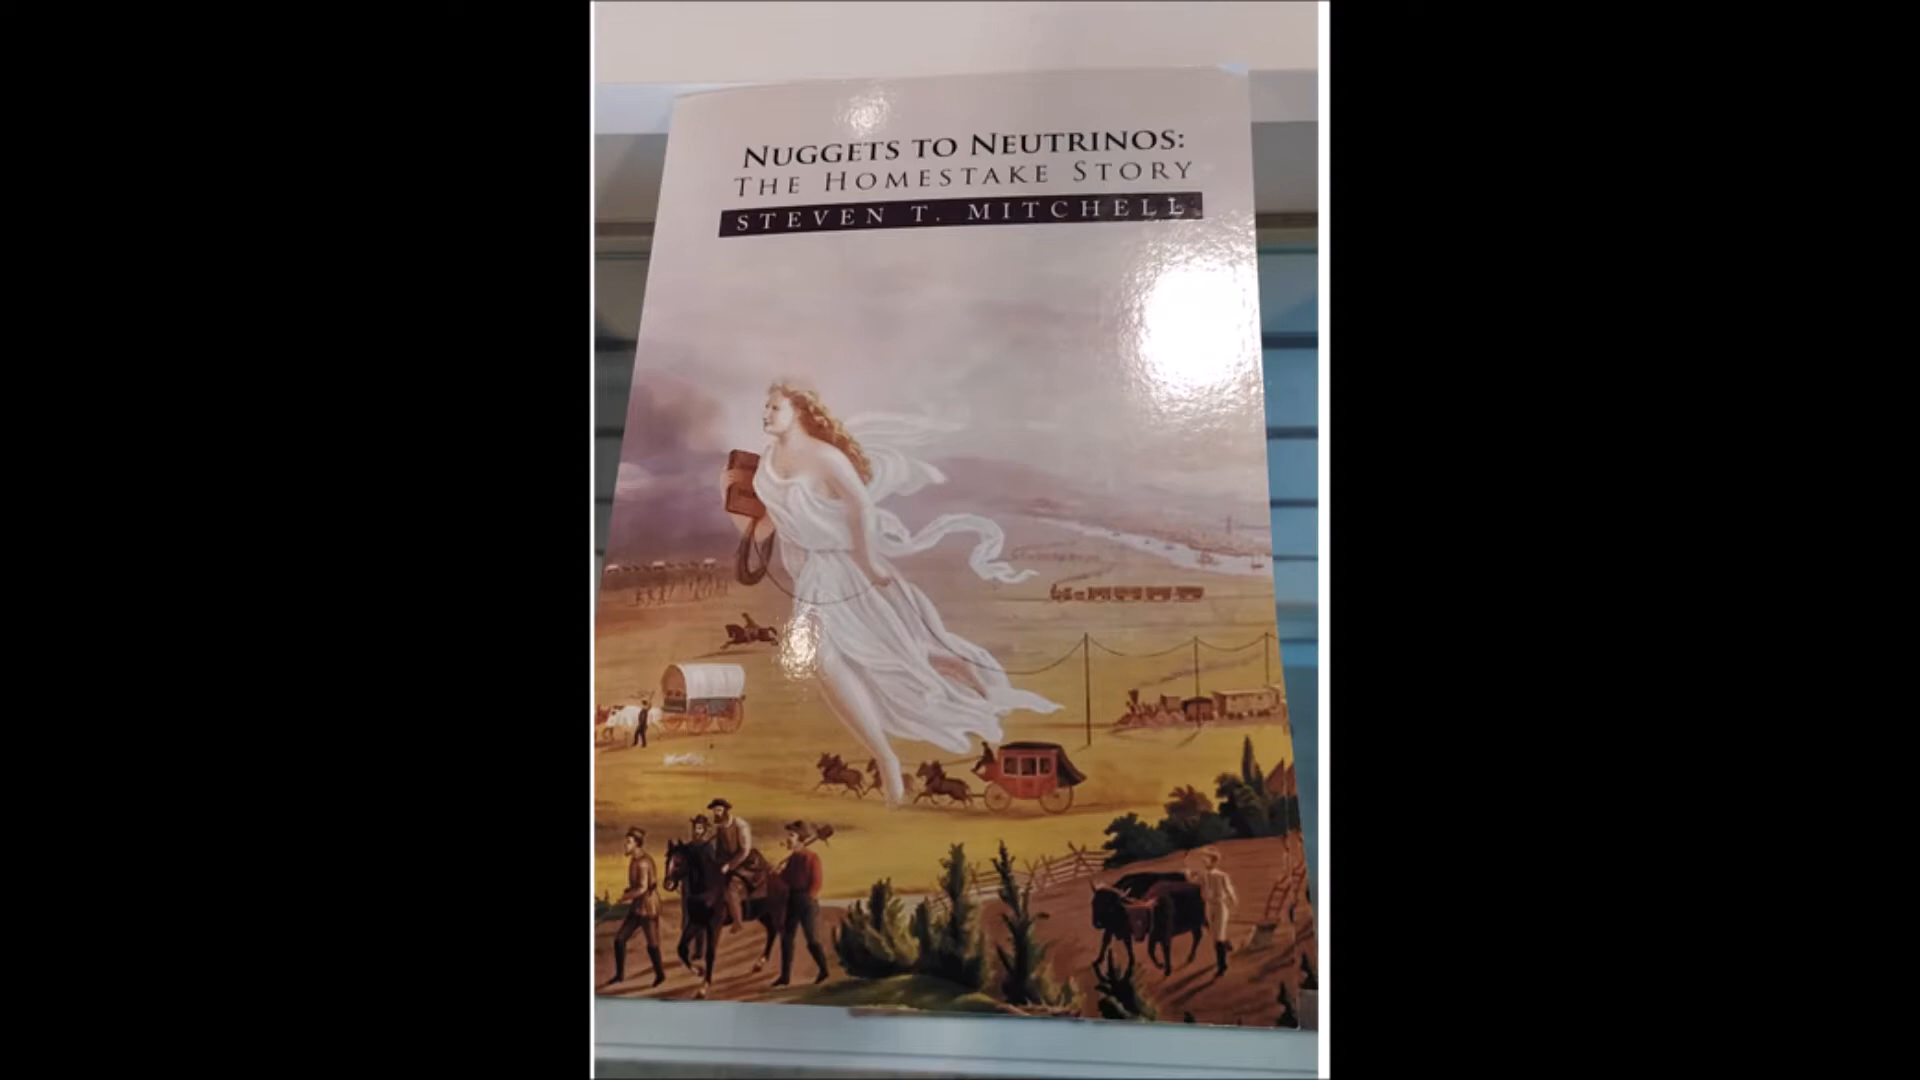 NUGGETS TO NEUTRINOS:
THE HOMESTAKE STORY
STEVEN T. MITCHELL